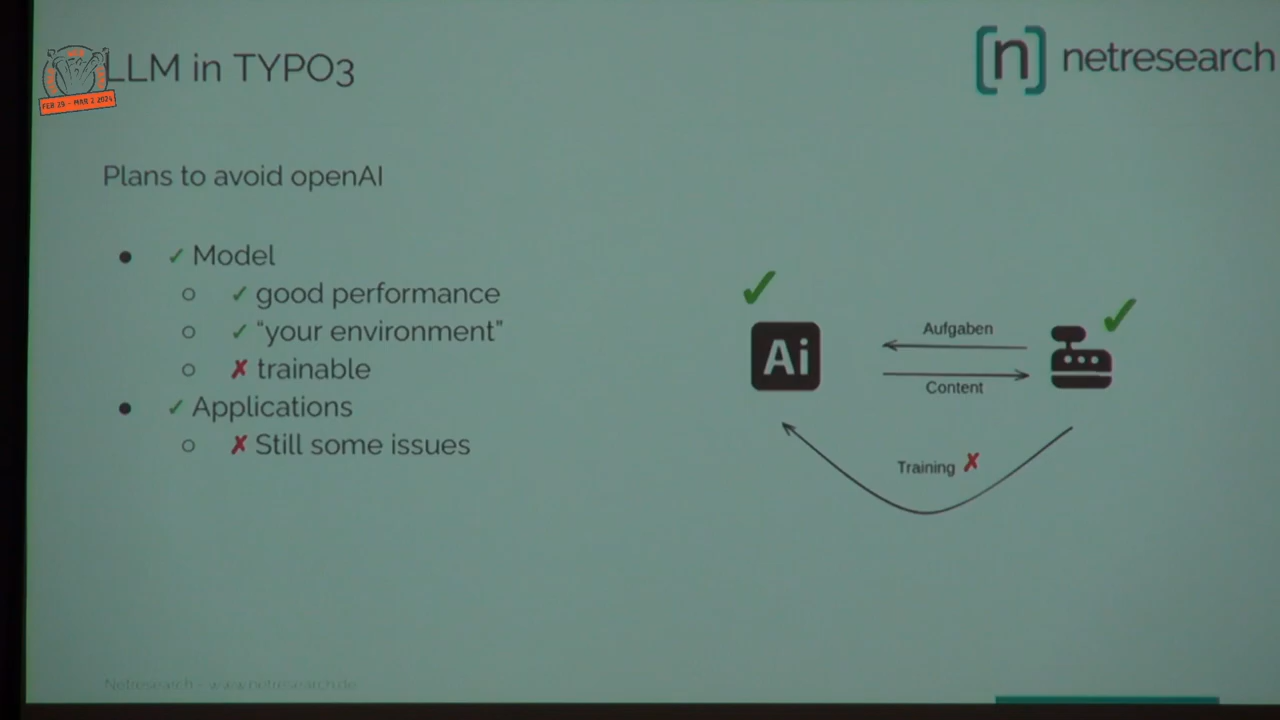 LLM in TYPO3
[n] netresearch
FEB 29 - MAR 2 2024
Plans to avoid openAI
● ✓ Model
○ ✓ good performance
○ ✓ “your environment”
○ ✗ trainable
● ✓ Applications
○ ✗ Still some issues
✓
✓
Ai
Aufgaben
Content
Training ✗
Netresearch - www.netresearch.de